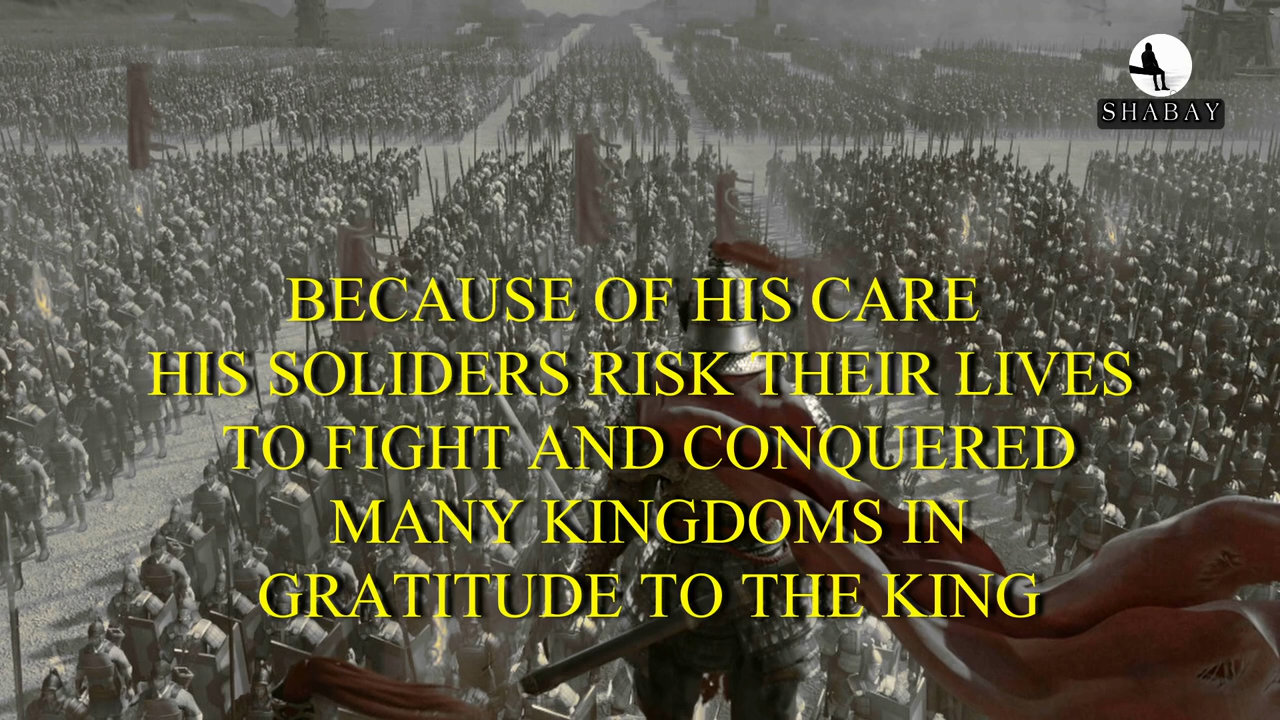 SHABAY
BECAUSE OF HIS CARE
HIS SOLIDERS RISK THEIR LIVES
TO FIGHT AND CONQUERED
MANY KINGDOMS IN
GRATITUDE TO THE KING